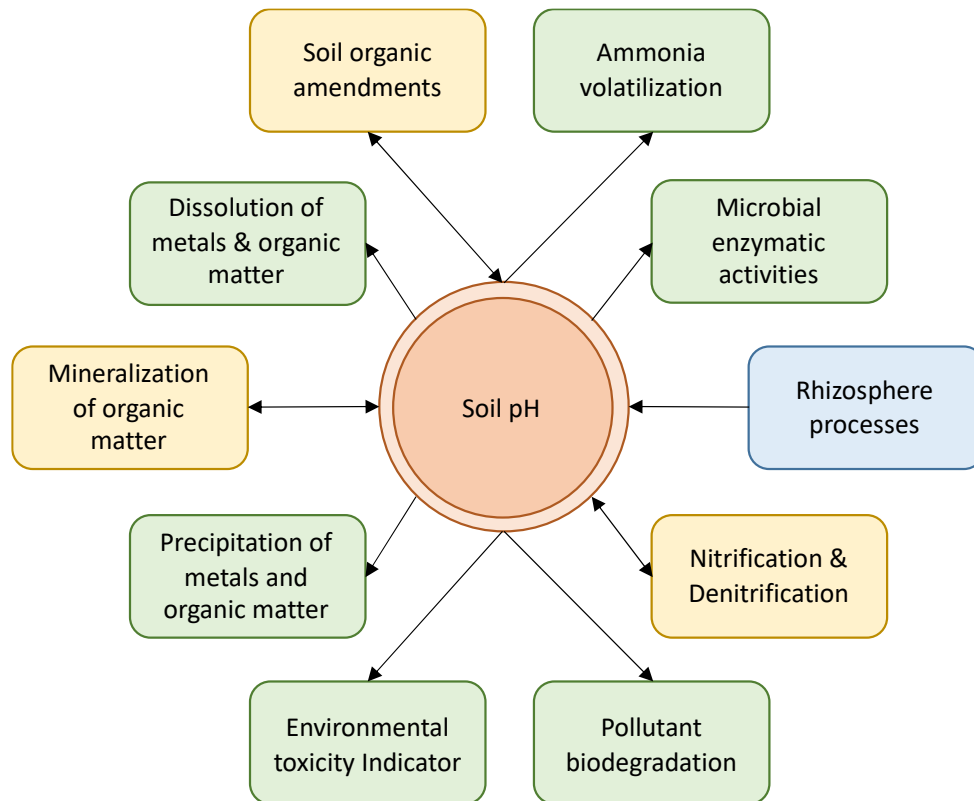 Soil organic
amendments
Ammonia
volatilization
Dissolution of
metals & organic
matter
Microbial
enzymatic
activities
Mineralization
of organic
matter
Soil pH
Rhizosphere
processes
Precipitation of
metals and
organic matter
Nitrification &
Denitrification
Environmental
toxicity Indicator
Pollutant
biodegradation